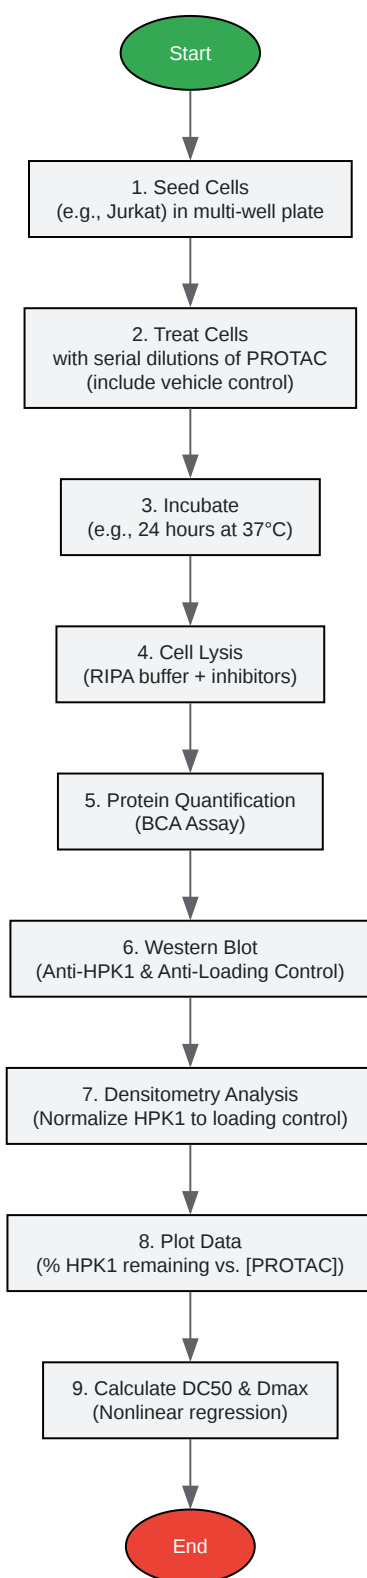 Start
1. Seed Cells
(e.g., Jurkat) in multi-well plate
2. Treat Cells
with serial dilutions of PROTAC
(include vehicle control)
3. Incubate
(e.g., 24 hours at 37°C)
4. Cell Lysis
(RIPA buffer + inhibitors)
5. Protein Quantification
(BCA Assay)
6. Western Blot
(Anti-HPK1 & Anti-Loading Control)
7. Densitometry Analysis
(Normalize HPK1 to loading control)
8. Plot Data
(% HPK1 remaining vs. [PROTAC])
9. Calculate DC50 & Dmax
(Nonlinear regression)
End